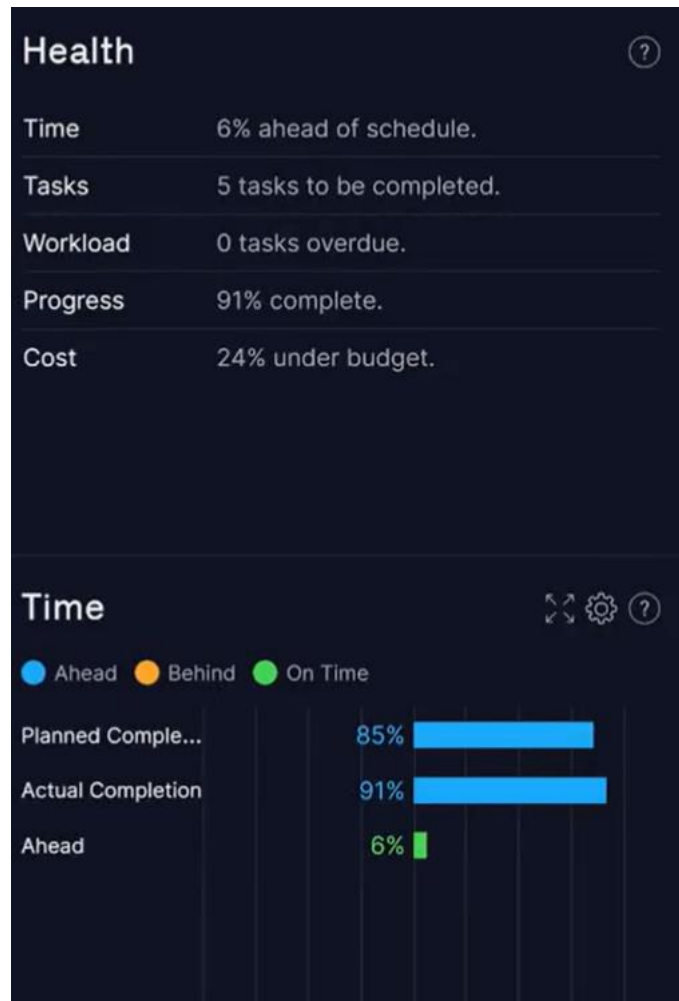 Health
?
Time 6% ahead of schedule.
Tasks 5 tasks to be completed.
Workload 0 tasks overdue.
Progress 91% complete.
Cost 24% under budget.
Time
?
Ahead Behind On Time
Planned Comple... 85%
Actual Completion 91%
Ahead 6%